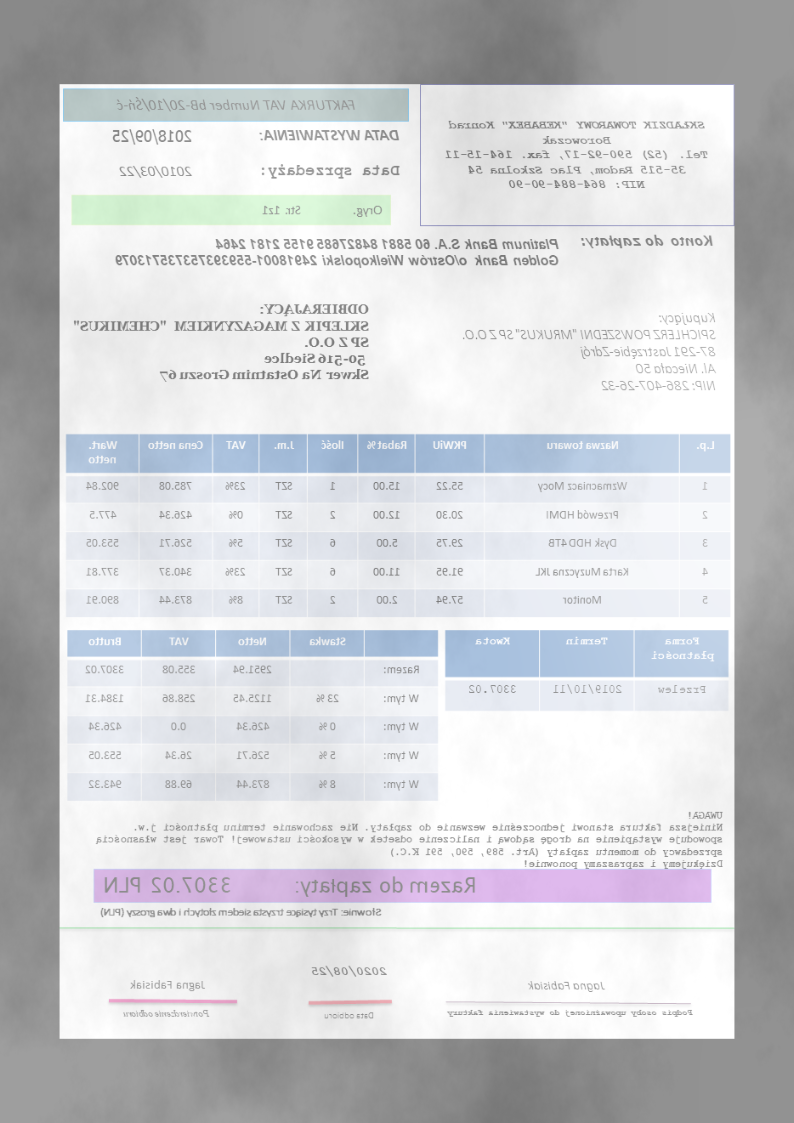 SKŁADZIK TOWAROWY "KEBABEX" Konrad
Borowczak
Tel. (52) 590-92-17, fax. 164-15-11
35-515 Radom, Plac Szkolna 54
NIP: 864-884-90-90
FAKTURKA VAT Number bB-20/10/Śń-ć
DATA WYSTAWIENIA: 2018/09/25
Data sprzedaży: 2010/03/22
Oryg. Str. 1z1
Konto do zapłaty: Platinum Bank S.A. 60 5881 84827685 9155 2181 2464
Golden Bank o/Ostrów Wielkopolski 24918001-559393753735713079
Kupujący:
SPICHLERZ POWSZEDNI "MRUKUS" SP Z O.O.
87-291 Jastrzębie-Zdrój
Al. Niecała 50
NIP: 286-407-26-32
ODBIERAJĄCY:
SKLEPIK Z MAGAZYNKIEM "CHEMIKUS"
SP Z O.O.
50-516 Siedlce
Skwer Na Ostatnim Groszu 67
L.p. Nazwa towaru PKWiU Rabat% Ilość J.m. VAT Cena netto Wart. netto
1 Wzmacniacz Mocy 55.22 15.00 1 SZT 23% 785.08 902.84
2 Przewód HDMI 20.30 12.00 2 SZT 0% 426.34 477.5
3 Dysk HDD 4TB 29.75 5.00 6 SZT 5% 526.71 553.05
4 Karta Muzyczna JKL 91.95 11.00 6 SZT 23% 340.37 377.81
5 Monitor 57.94 2.00 2 SZT 8% 873.44 890.91
Forma płatności Termin Kwota
Przelew 2019/10/11 3307.02
Stawka Netto VAT Brutto
Razem: 2951.94 355.08 3307.02
W tym: 23 % 1125.45 258.86 1384.31
W tym: 0 % 426.34 0.0 426.34
W tym: 5 % 526.71 26.34 553.05
W tym: 8 % 873.44 69.88 943.32
UWAGA!
Niniejsza faktura stanowi jednocześnie wezwanie do zapłaty. Nie zachowanie terminu płatności j.w.
spowoduje wystąpienie na drogę sądową i naliczenie odsetek w wysokości ustawowej! Towar jest własnością
sprzedawcy do momentu zapłaty (Art. 589, 590, 591 K.C.)
Dziękujemy i zapraszamy ponownie!
Razem do zapłaty: 3307.02 PLN
Słownie: Trzy tysiące trzysta siedem złotych i dwa groszy (PLN)
Jagna Fabisiak
Podpis osoby upoważnionej do wystawienia faktury
2020/08/25
Data odbioru
Jagna Fabisiak
Potwierdzenie odbioru